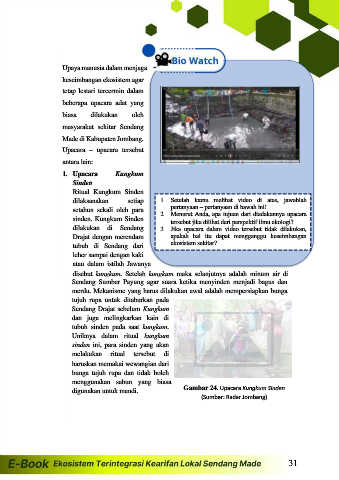 Bio Watch
Upaya manusia dalam menjaga
keseimbangan ekosistem agar
tetap lestari tercermin dalam
beberapa upacara adat yang
biasa dilakukan oleh
masyarakat sekitar Sendang
Made di Kabupaten Jombang.
Upacara – upacara tersebut
antara lain:
1. Upacara Kungkum
Sinden
Ritual Kungkum Sinden
dilaksanakan setiap
setahun sekali oleh para
sinden. Kungkum Sinden
dilakukan di Sendang
Drajat dengan merendam
tubuh di Sendang dari
leher sampai dengan kaki
atau dalam istilah Jawanya
disebut kungkum. Setelah kungkum maka selanjutnya adalah minum air di
Sendang Sumber Payung agar suara ketika menyinden menjadi bagus dan
merdu. Mekanisme yang harus dilakukan awal adalah mempersiapkan bunga
tujuh rupa untuk ditaburkan pada
Sendang Drajat sebelum Kungkum
dan juga melingkarkan kain di
tubuh sinden pada saat kungkum.
Uniknya dalam ritual kungkum
sinden ini, para sinden yang akan
melakukan ritual tersebut di
haruskan memakai wewangian dari
bunga tujuh rupa dan tidak boleh
menggunakan sabun yang biasa
digunakan untuk mandi.
1 Setelah kamu melihat video di atas, jawablah
pertanyaan – pertanyaan di bawah ini!
2 Menurut Anda, apa tujuan dari diadakannya upacara
tersebut jika dilihat dari perspektif ilmu ekologi?
3 Jika upacara dalam video tersebut tidak dilakukan,
apakah hal itu dapat mengganggu keseimbangan
ekosistem sekitar?
Gambar 24. Upacara Kungkum Sinden
(Sumber: Radar Jombang)
E-Book Ekosistem Terintegrasi Kearifan Lokal Sendang Made 31